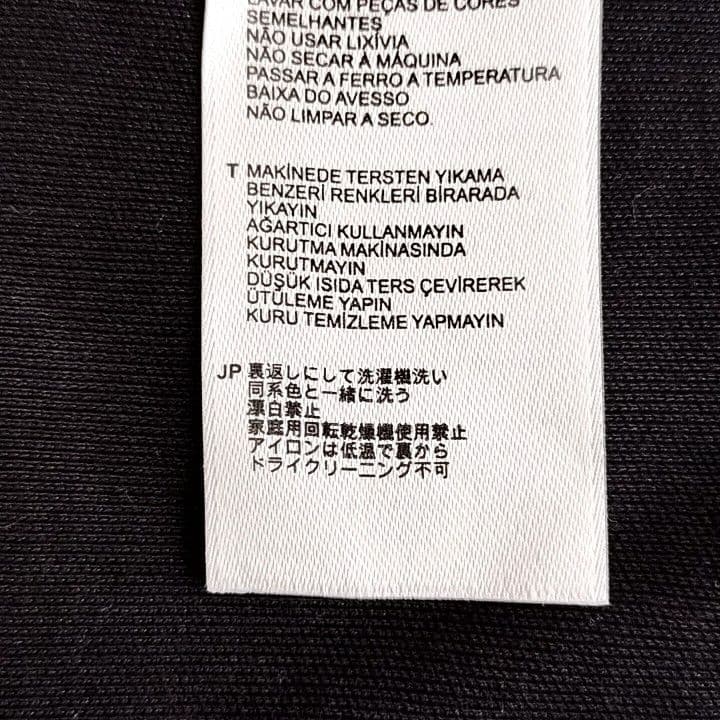 LAVAR COM PEÇAS DE CORES
SEMELHANTES
NÃO USAR LIXÍVIA
NÃO SECAR À MÁQUINA
PASSAR A FERRO A TEMPERATURA
BAIXA DO AVESSO
NÃO LIMPAR A SECO.
T MAKİNEDE TERSTEN YIKAMA
BENZERİ RENKLERİ BİRARADA
YIKAYIN
AĞARTICI KULLANMAYIN
KURUTMA MAKİNASINDA
KURUTMAYIN
DÜŞÜK ISIDA TERS ÇEVİREREK
ÜTÜLEME YAPIN
KURU TEMİZLEME YAPMAYIN
JP 裏返しにして洗濯機洗い
同系色と一緒に洗う
漂白禁止
家庭用回転乾燥機使用禁止
アイロンは低温で裏から
ドライクリーニング不可